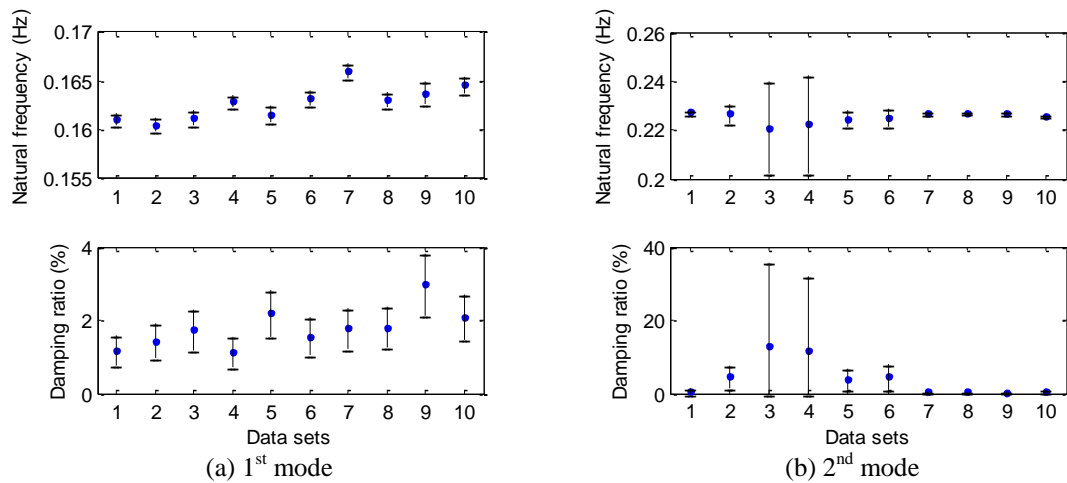 Natural frequency (Hz)
0.17
0.165
0.16
0.155
1 2 3 4 5 6 7 8 9 10
Damping ratio (%)
4
2
0
1 2 3 4 5 6 7 8 9 10
Data sets
(a) 1st mode
Natural frequency (Hz)
0.26
0.24
0.22
0.2
1 2 3 4 5 6 7 8 9 10
Damping ratio (%)
40
20
0
1 2 3 4 5 6 7 8 9 10
Data sets
(b) 2nd mode